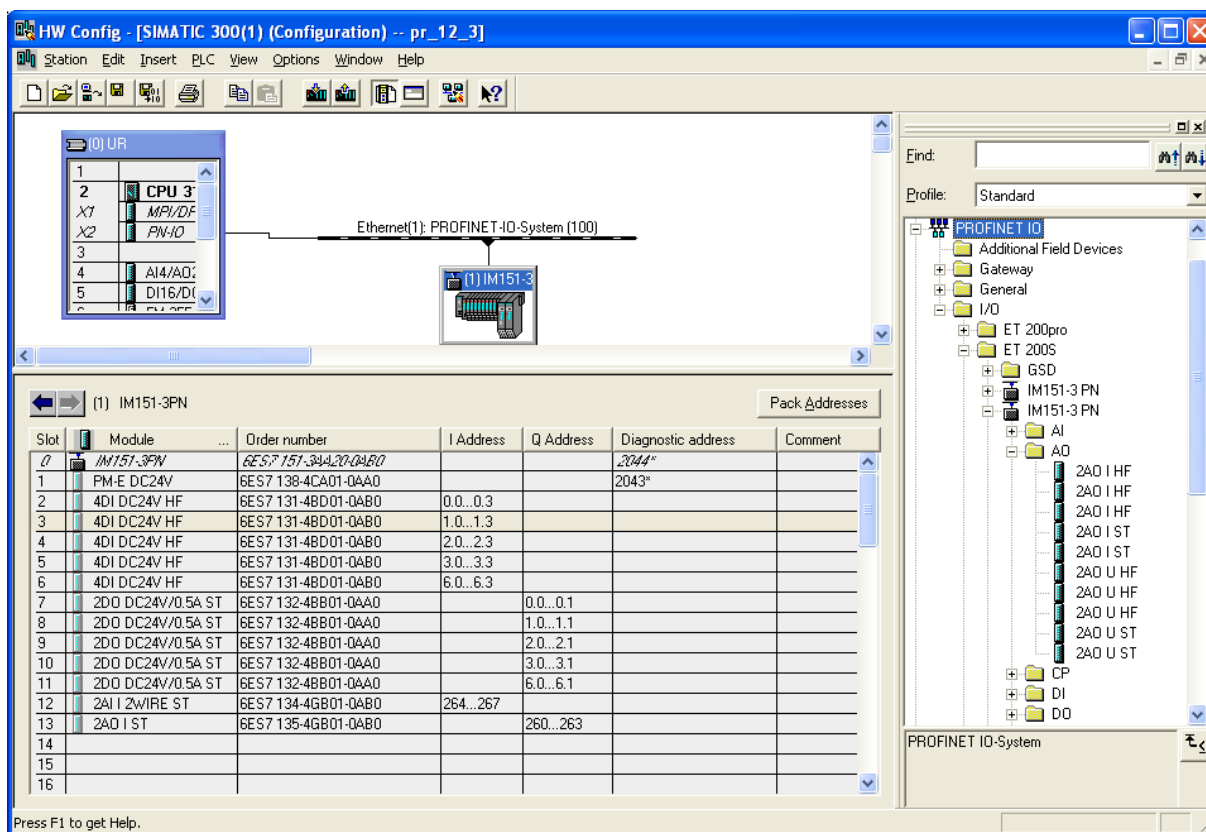 HW Config - [SIMATIC 300(1) (Configuration) -- pr_12_3]
Station Edit Insert PLC View Options Window Help
(0) UR
1
2 CPU 3
X1 MPI/DP
X2 PN-IO
3
4 AI4/AO2
5 DI16/D
Ethernet(1): PROFINET-IO-System (100)
(1) IM151-3
Find:
Profile: Standard
PROFINET IO
Additional Field Devices
Gateway
General
I/O
ET 200pro
ET 200S
GSD
IM151-3 PN
IM151-3 PN
AI
AO
2AO I HF
2AO I HF
2AO I HF
2AO I ST
2AO I ST
2AO U HF
2AO U HF
2AO U HF
2AO U ST
2AO U ST
CP
DI
DO
PROFINET IO-System
(1) IM151-3PN
Pack Addresses
Slot Module ... Order number I Address Q Address Diagnostic address Comment
0 IM151-3PN 6ES7 151-3AA20-0AB0 2044*
1 PM-E DC24V 6ES7 138-4CA01-0AA0 2043*
2 4DI DC24V HF 6ES7 131-4BD01-0AB0 0.0...0.3
3 4DI DC24V HF 6ES7 131-4BD01-0AB0 1.0...1.3
4 4DI DC24V HF 6ES7 131-4BD01-0AB0 2.0...2.3
5 4DI DC24V HF 6ES7 131-4BD01-0AB0 3.0...3.3
6 4DI DC24V HF 6ES7 131-4BD01-0AB0 6.0...6.3
7 2DO DC24V/0.5A ST 6ES7 132-4BB01-0AA0 0.0...0.1
8 2DO DC24V/0.5A ST 6ES7 132-4BB01-0AA0 1.0...1.1
9 2DO DC24V/0.5A ST 6ES7 132-4BB01-0AA0 2.0...2.1
10 2DO DC24V/0.5A ST 6ES7 132-4BB01-0AA0 3.0...3.1
11 2DO DC24V/0.5A ST 6ES7 132-4BB01-0AA0 6.0...6.1
12 2AI I 2WIRE ST 6ES7 134-4GB01-0AB0 264...267
13 2AO I ST 6ES7 135-4GB01-0AB0 260...263
14
15
16
Press F1 to get Help.